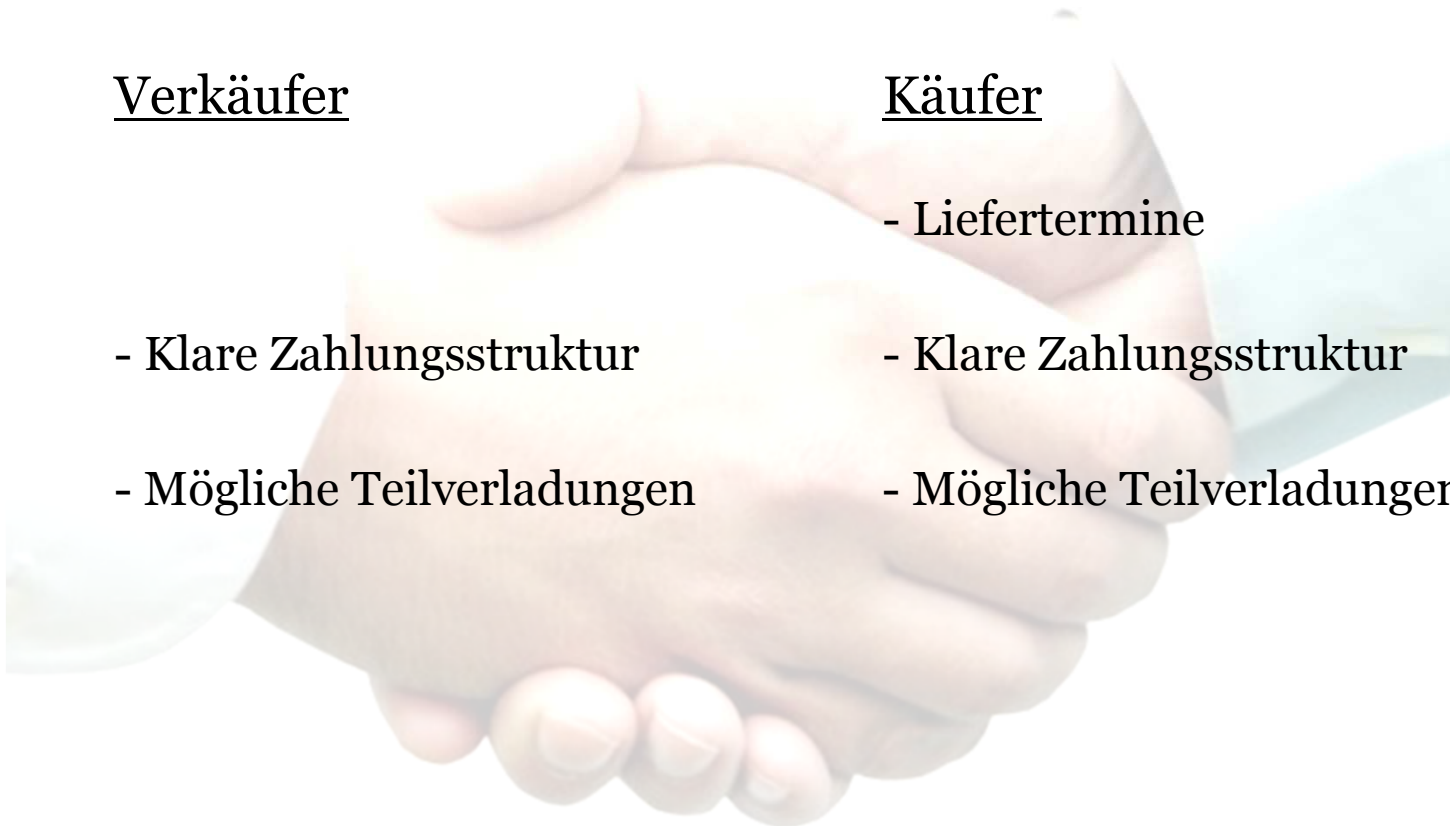 Verkäufer
Käufer
- Liefertermine
- Klare Zahlungsstruktur
- Klare Zahlungsstruktur
- Mögliche Teilverladungen
- Mögliche Teilverladungen